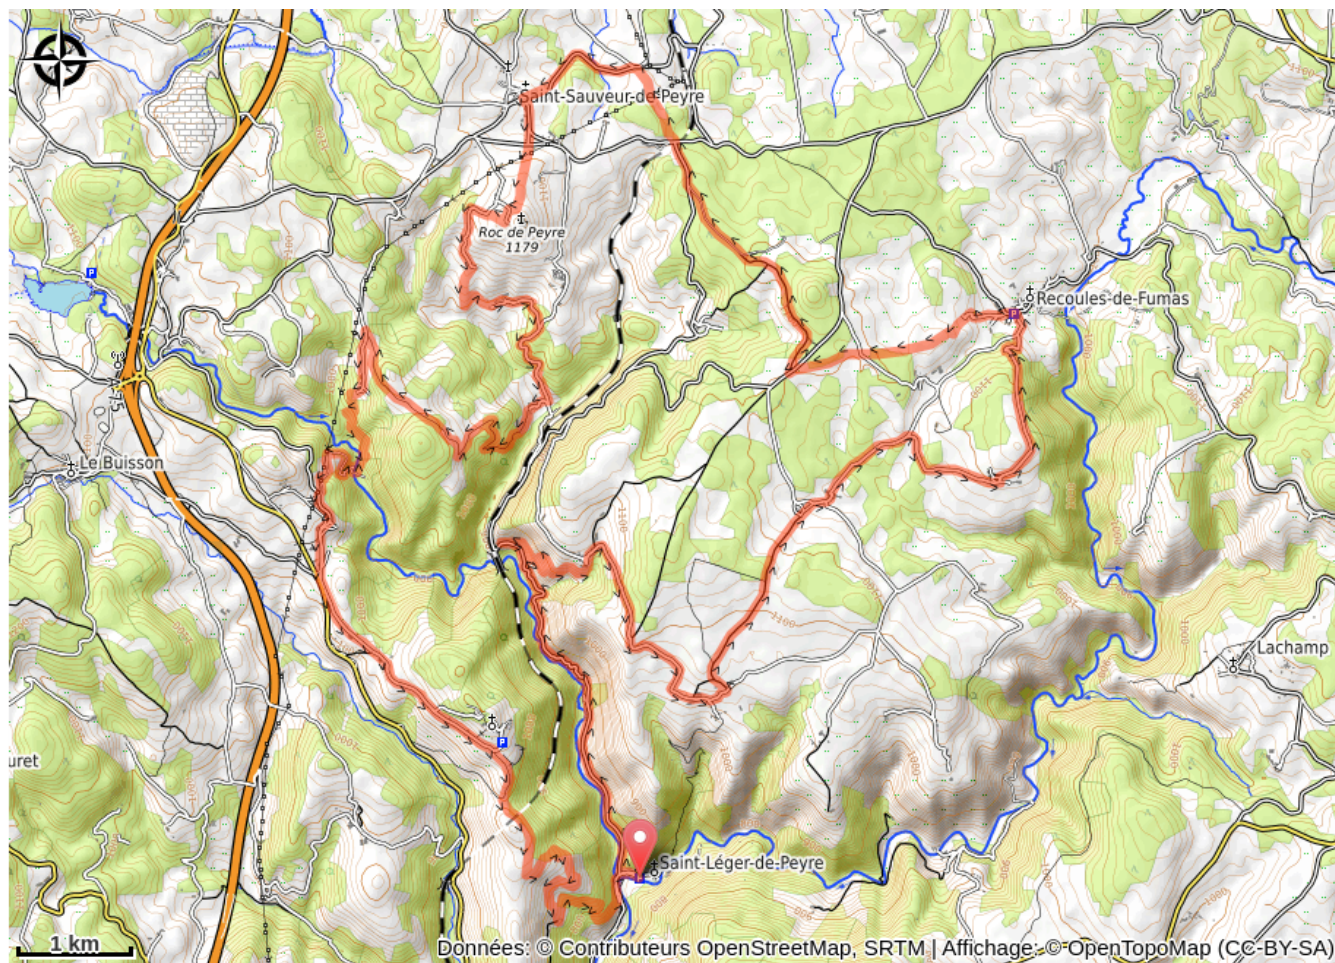 Saint-Sauveur-de-Peyre
Roc de Peyre
1179
Recoules-de-Fumas
Le Buisson
A75
Lachamp
uret
Saint-Léger-de-Peyre
1 km
Données: © Contributeurs OpenStreetMap, SRTM | Affichage: © OpenTopoMap (CC-BY-SA)